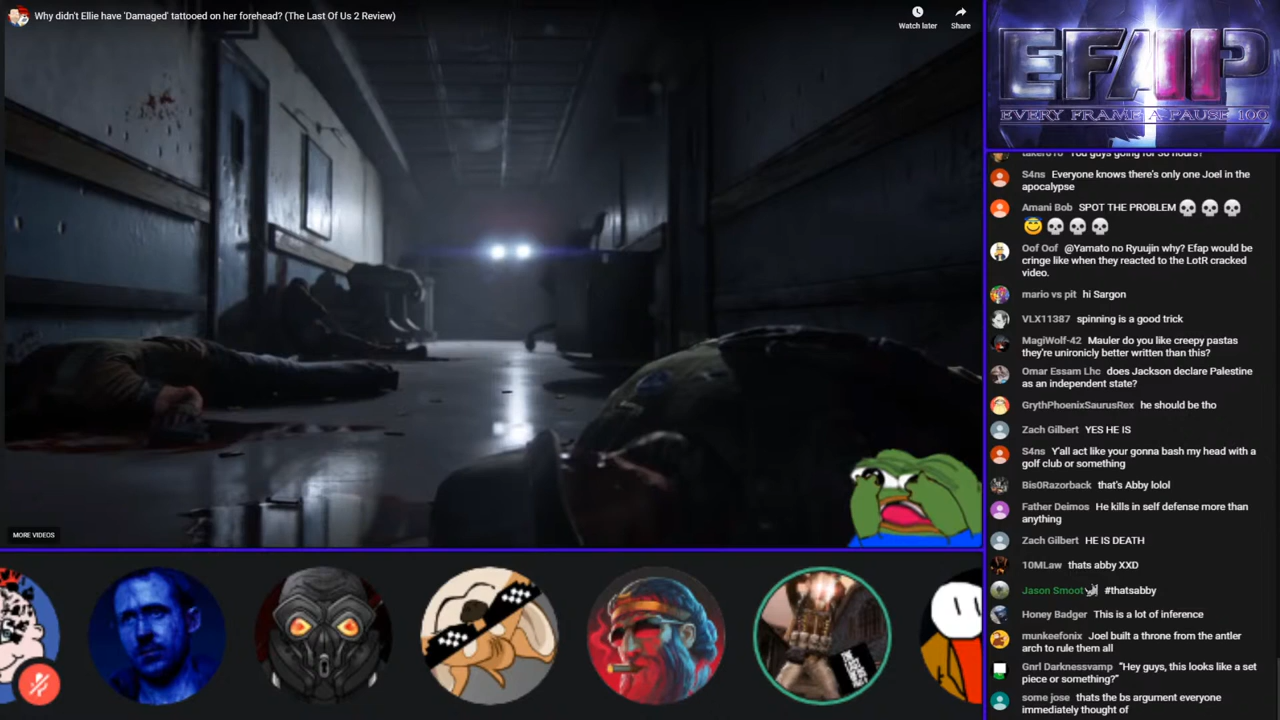 Why didn't Ellie have 'Damaged' tattooed on her forehead? (The Last Of Us 2 Review)
Watch later
Share
MORE VIDEOS
EFAP
EVERY FRAME A PAUSE 100
S4ns Everyone knows there's only one Joel in the
apocalypse
Amani Bob SPOT THE PROBLEM 💀 💀 💀
😇 💀 💀 💀
Oof Oof @Yamato no Ryuujin why? Efap would be
cringe like when they reacted to the LotR cracked
video.
mario vs pit hi Sargon
VLX11387 spinning is a good trick
MagiWolf-42 Mauler do you like creepy pastas
they're unironicly better written than this?
Omar Essam Lhc does Jackson declare Palestine
as an independent state?
GrythPhoenixSaurusRex he should be tho
Zach Gilbert YES HE IS
S4ns Y'all act like your gonna bash my head with a
golf club or something
Bis0Razorback that's Abby lolol
Father Deimos He kills in self defense more than
anything
Zach Gilbert HE IS DEATH
10MLaw thats abby XXD
Jason Smoot #thatsabby
Honey Badger This is a lot of inference
munkeefonix Joel built a throne from the antler
arch to rule them all
Gnrl Darknessvamp "Hey guys, this looks like a set
piece or something?"
some jose thats the bs argument everyone
immediately thought of